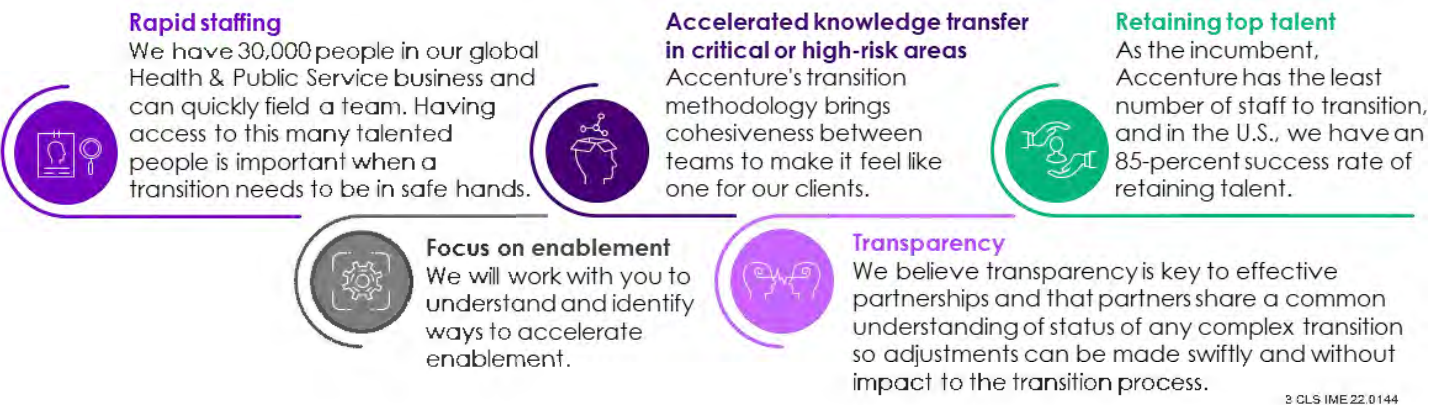 Rapid staffing
We have 30,000 people in our global
Health & Public Service business and
can quickly field a team. Having
access to this many talented
people is important when a
transition needs to be in safe hands.
Accelerated knowledge transfer
in critical or high-risk areas
Accenture's transition
methodology brings
cohesiveness between
teams to make it feel like
one for our clients.
Retaining top talent
As the incumbent,
Accenture has the least
number of staff to transition,
and in the U.S., we have an
85-percent success rate of
retaining talent.
Focus on enablement
We will work with you to
understand and identify
ways to accelerate
enablement.
Transparency
We believe transparency is key to effective
partnerships and that partners share a common
understanding of status of any complex transition
so adjustments can be made swiftly and without
impact to the transition process.
3 CLS IME 22.0144